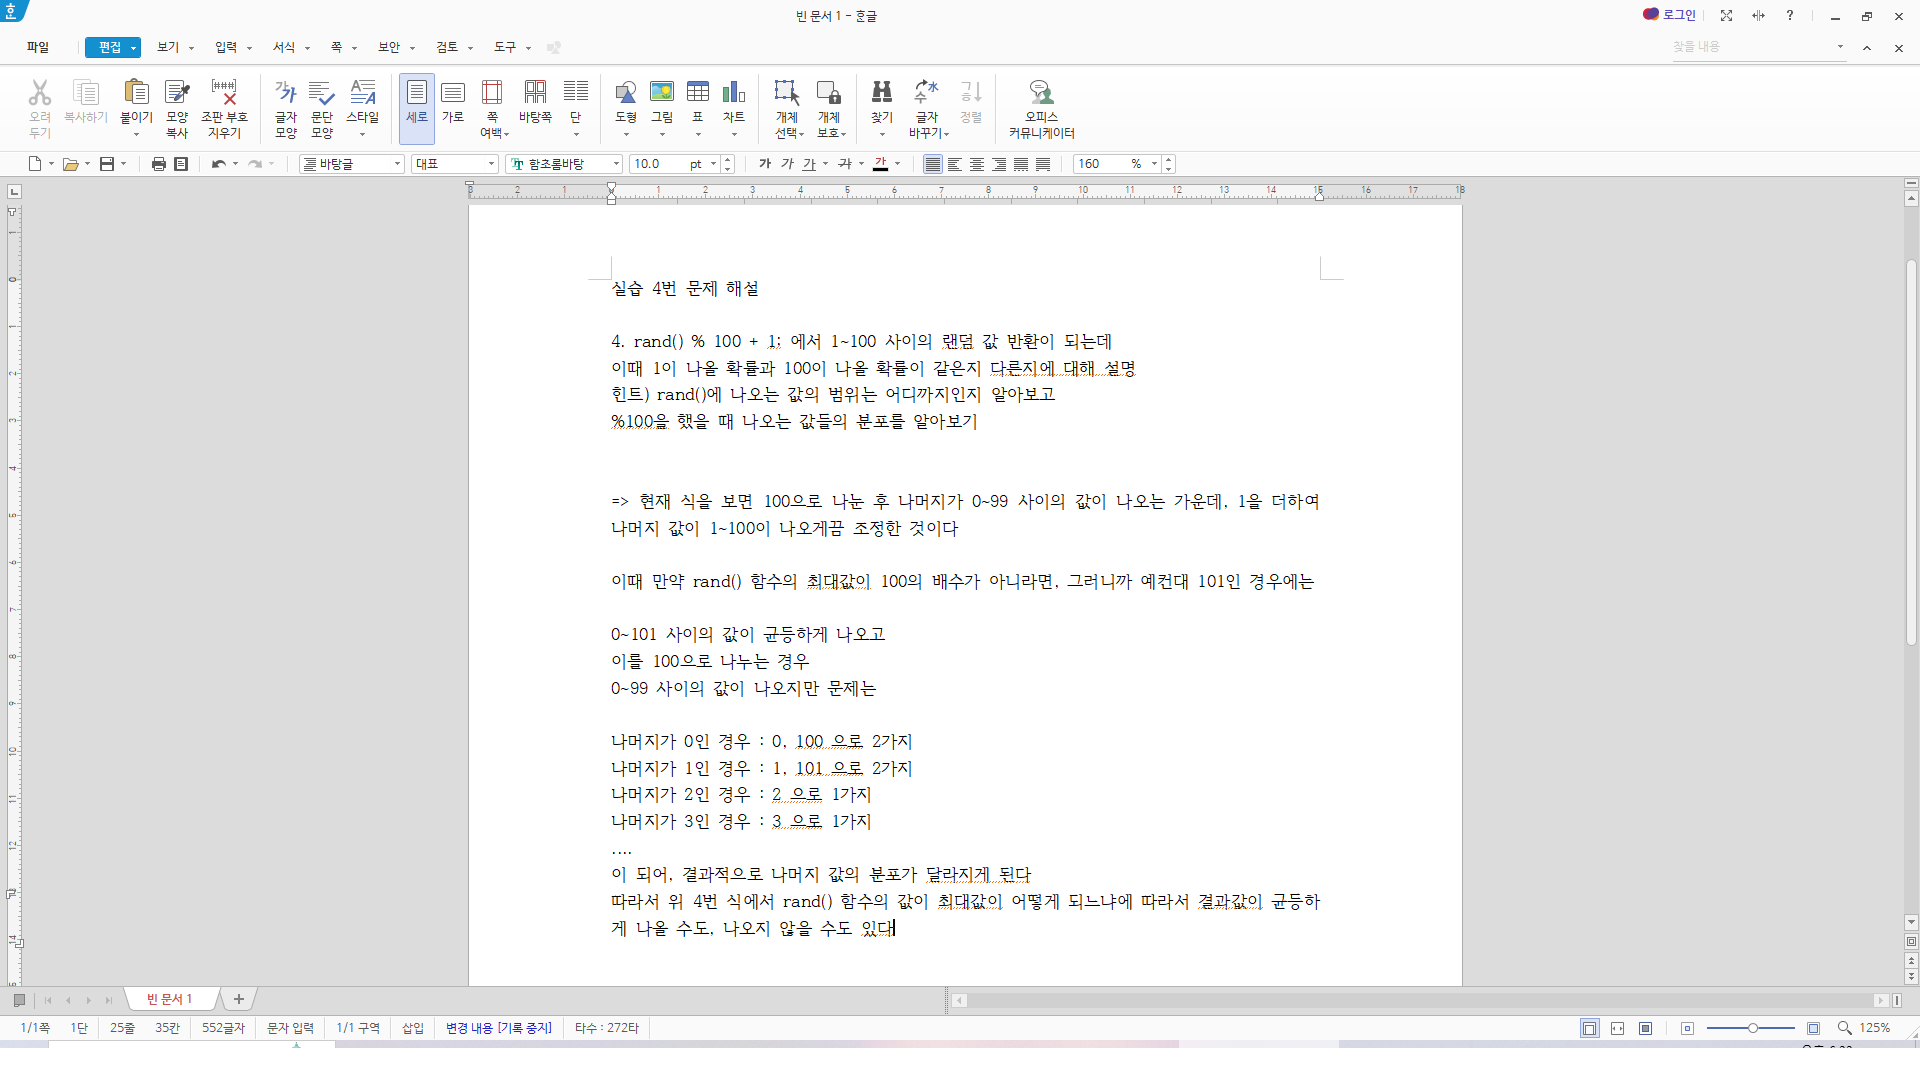 빈 문서 1 - 훈글
로그인
파일 편집 보기 입력 서식 쪽 보안 검토 도구
찾을 내용
오려 두기
복사하기
붙이기
모양 복사
조판 부호 지우기
글자 모양
문단 모양
스타일
세로
가로
쪽 여백
바탕쪽
단
도형
그림
표
차트
개체 선택
개체 보호
찾기
글자 바꾸기
정렬
오피스 커뮤니케이터
바탕글 대표 함초롬바탕 10.0 pt 가 가 가 가 가 160 %
3 2 1 1 2 3 4 5 6 7 8 9 10 11 12 13 14 15 16 17 18
실습 4번 문제 해설
4. rand() % 100 + 1; 에서 1~100 사이의 랜덤 값 반환이 되는데
이때 1이 나올 확률과 100이 나올 확률이 같은지 다른지에 대해 설명
힌트) rand()에 나오는 값의 범위는 어디까지인지 알아보고
%100을 했을 때 나오는 값들의 분포를 알아보기
=> 현재 식을 보면 100으로 나눈 후 나머지가 0~99 사이의 값이 나오는 가운데, 1을 더하여
나머지 값이 1~100이 나오게끔 조정한 것이다
이때 만약 rand() 함수의 최대값이 100의 배수가 아니라면, 그러니까 예컨대 101인 경우에는
0~101 사이의 값이 균등하게 나오고
이를 100으로 나누는 경우
0~99 사이의 값이 나오지만 문제는
나머지가 0인 경우 : 0, 100 으로 2가지
나머지가 1인 경우 : 1, 101 으로 2가지
나머지가 2인 경우 : 2 으로 1가지
나머지가 3인 경우 : 3 으로 1가지
....
이 되어, 결과적으로 나머지 값의 분포가 달라지게 된다
따라서 위 4번 식에서 rand() 함수의 값이 최대값이 어떻게 되느냐에 따라서 결과값이 균등하
게 나올 수도, 나오지 않을 수도 있다
빈 문서 1
1/1쪽 1단 25줄 35칸 552글자 문자 입력 1/1 구역 삽입 변경 내용 [기록 중지] 타수 : 272타
125%